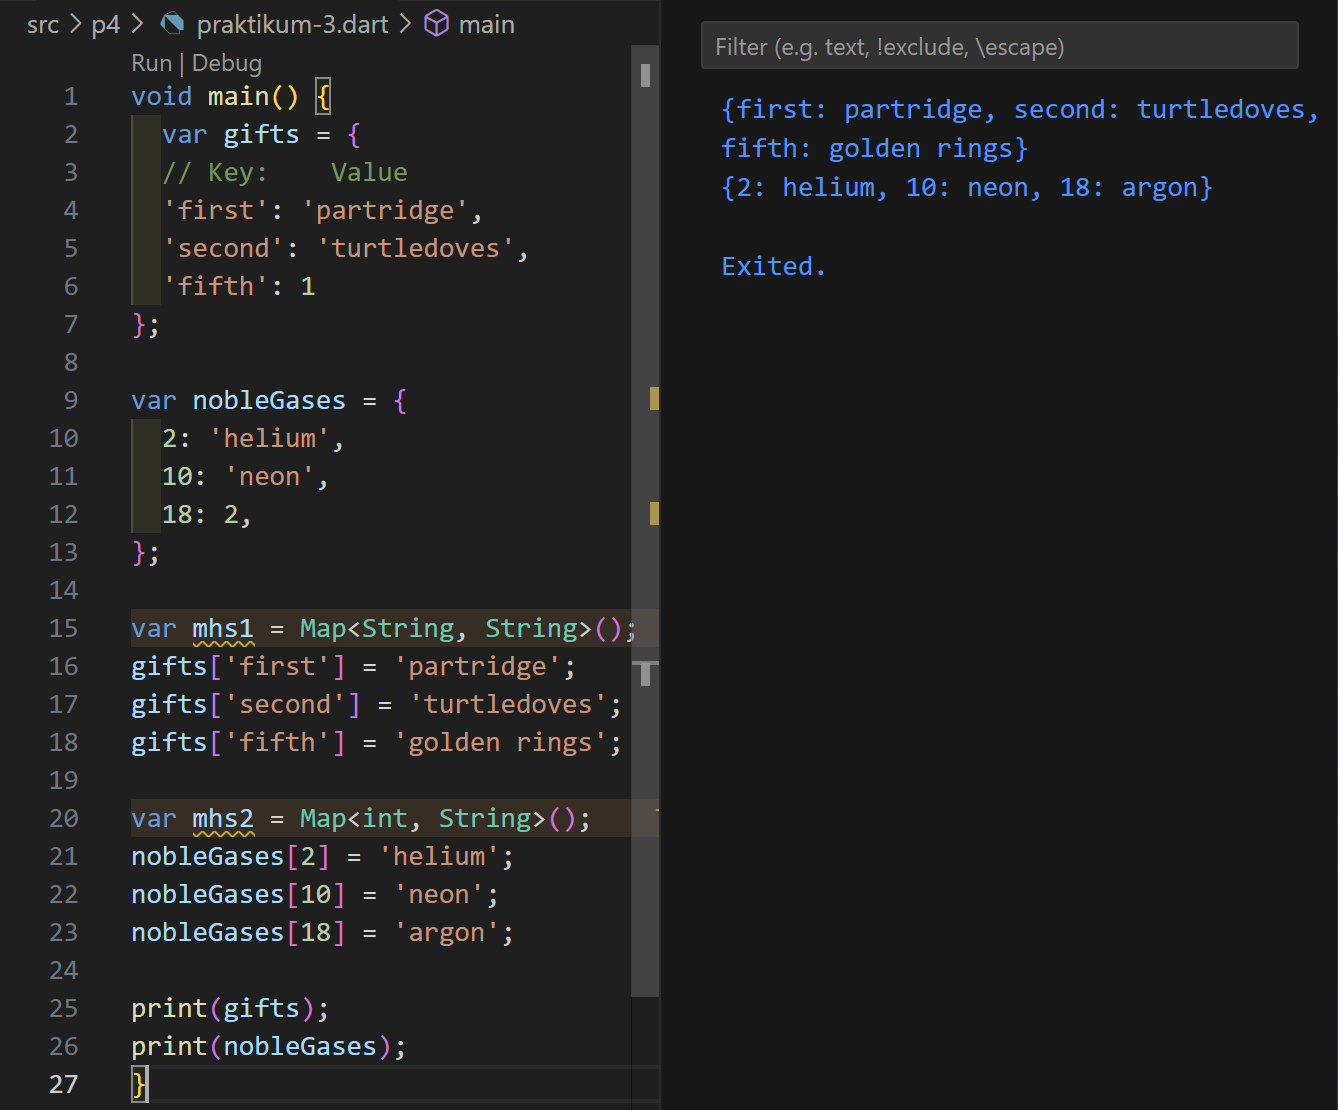 src > p4 > praktikum-3.dart > main
Run | Debug
1 void main() {
2   var gifts = {
3   // Key:    Value
4   'first': 'partridge',
5   'second': 'turtledoves',
6   'fifth': 1
7 };
8
9 var nobleGases = {
10   2: 'helium',
11   10: 'neon',
12   18: 2,
13 };
14
15 var mhs1 = Map<String, String>();
16 gifts['first'] = 'partridge';
17 gifts['second'] = 'turtledoves';
18 gifts['fifth'] = 'golden rings';
19
20 var mhs2 = Map<int, String>();
21 nobleGases[2] = 'helium';
22 nobleGases[10] = 'neon';
23 nobleGases[18] = 'argon';
24
25 print(gifts);
26 print(nobleGases);
27 }
Filter (e.g. text, !exclude, \escape)
{first: partridge, second: turtledoves,
fifth: golden rings}
{2: helium, 10: neon, 18: argon}
Exited.